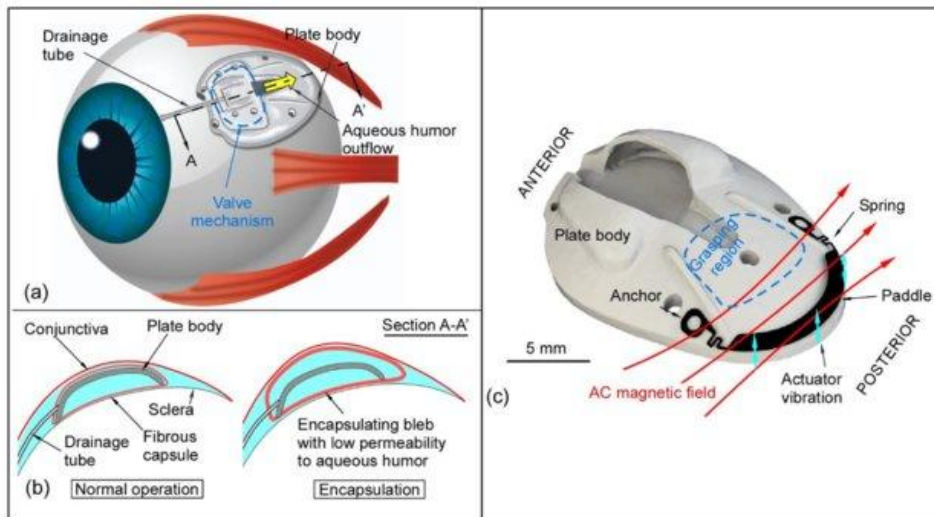 Drainage
tube
Plate body
A'
Aqueous humor
outflow
A
Valve
mechanism
(a)
Conjunctiva
Plate body
Section A-A'
Sclera
Drainage
tube
Fibrous
capsule
Encapsulating bleb
with low permeability
to aqueous humor
(b)
Normal operation
Encapsulation
ANTERIOR
Plate body
Grasping
region
Spring
Anchor
Paddle
5 mm
POSTERIOR
AC magnetic field
Actuator
vibration
(c)